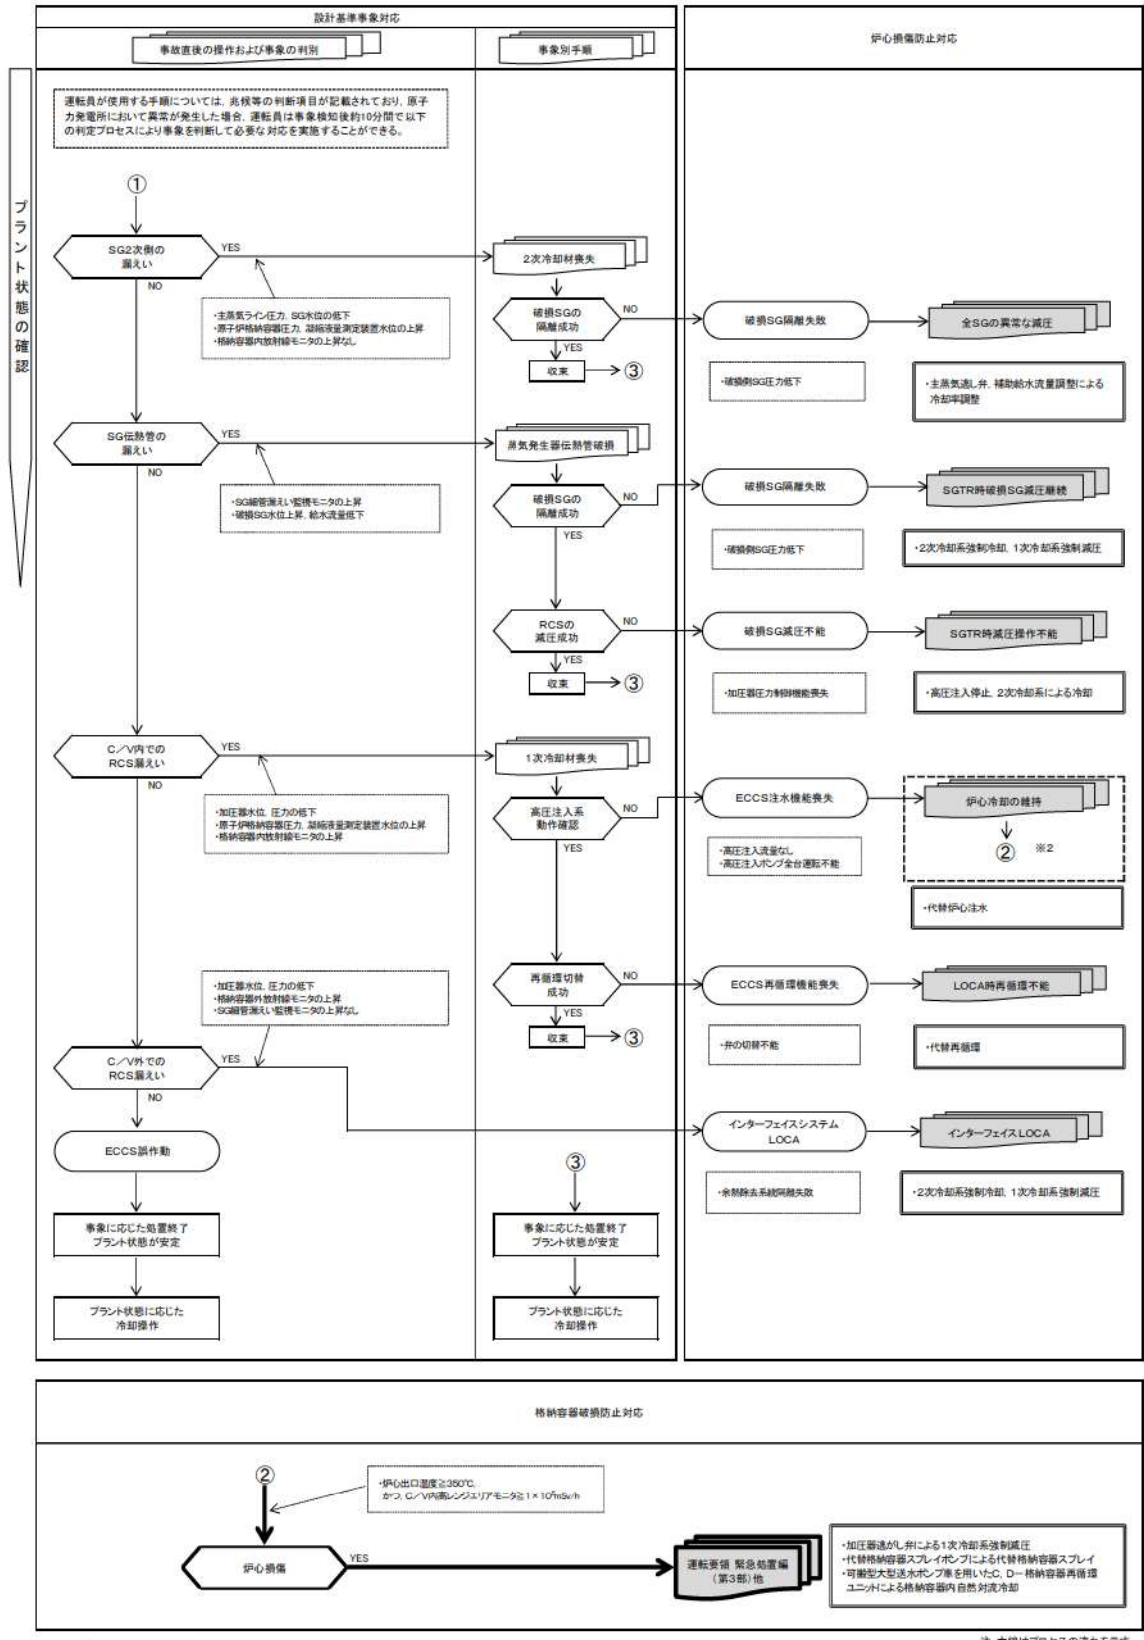 設計基準事象対応
事故直後の操作および事象の判別
事象別手順
炉心損傷防止対応
プラント状態の確認
運転員が使用する手順については，兆候等の判断項目が記載されており，原子
力発電所において異常が発生した場合，運転員は事象検知後約10分間で以下
の判定プロセスにより事象を判断して必要な対応を実施することができる。
①
SG2次側の
漏えい
YES
NO
・主蒸気ライン圧力，SG水位の低下
・原子炉格納容器圧力，凝縮液量測定装置水位の上昇
・格納容器内放射線モニタの上昇なし
2次冷却材喪失
破損SGの
隔離成功
NO
YES
収束
③
破損SG隔離失敗
全SGの異常な減圧
・破損側SG圧力低下
・主蒸気逃し弁，補助給水流量調整による
冷却率調整
SG伝熱管の
漏えい
YES
NO
・SG細管漏えい監視モニタの上昇
・破損SG水位上昇，給水流量低下
蒸気発生器伝熱管破損
破損SGの
隔離成功
NO
YES
破損SG隔離失敗
SGTR時破損SG減圧継続
・破損側SG圧力低下
・2次冷却系強制冷却，1次冷却系強制減圧
RCSの
減圧成功
NO
YES
収束
③
破損SG減圧不能
SGTR時減圧操作不能
・加圧器圧力制御機能喪失
・高圧注入停止，2次冷却系による冷却
C／V内での
RCS漏えい
YES
NO
・加圧器水位，圧力の低下
・原子炉格納容器圧力，凝縮液量測定装置水位の上昇
・格納容器内放射線モニタの上昇
1次冷却材喪失
高圧注入系
動作確認
NO
YES
ECCS注水機能喪失
炉心冷却の維持
② ※2
・高圧注入流量なし
・高圧注入ポンプ全台運転不能
・代替炉心注水
・加圧器水位，圧力の低下
・格納容器外放射線モニタの上昇
・SG細管漏えい監視モニタの上昇なし
再循環切替
成功
NO
YES
収束
③
ECCS再循環機能喪失
LOCA時再循環不能
・弁の切替不能
・代替再循環
C／V外での
RCS漏えい
YES
NO
インターフェイスシステム
LOCA
インターフェイスLOCA
・余熱除去系統隔離失敗
・2次冷却系強制冷却，1次冷却系強制減圧
ECCS誤作動
事象に応じた処置終了
プラント状態が安定
プラント状態に応じた
冷却操作
③
事象に応じた処置終了
プラント状態が安定
プラント状態に応じた
冷却操作
格納容器破損防止対応
②
・炉心出口温度≧350℃，
かつ，C／V内高レンジエリアモニタ≧1×10⁵mSv/h
炉心損傷
YES
運転要領 緊急処置編
（第3部）他
・加圧器逃がし弁による1次冷却系強制減圧
・代替格納容器スプレイポンプによる代替格納容器スプレイ
・可搬型大型送水ポンプ車を用いたC，D－格納容器再循環
ユニットによる格納容器内自然対流冷却